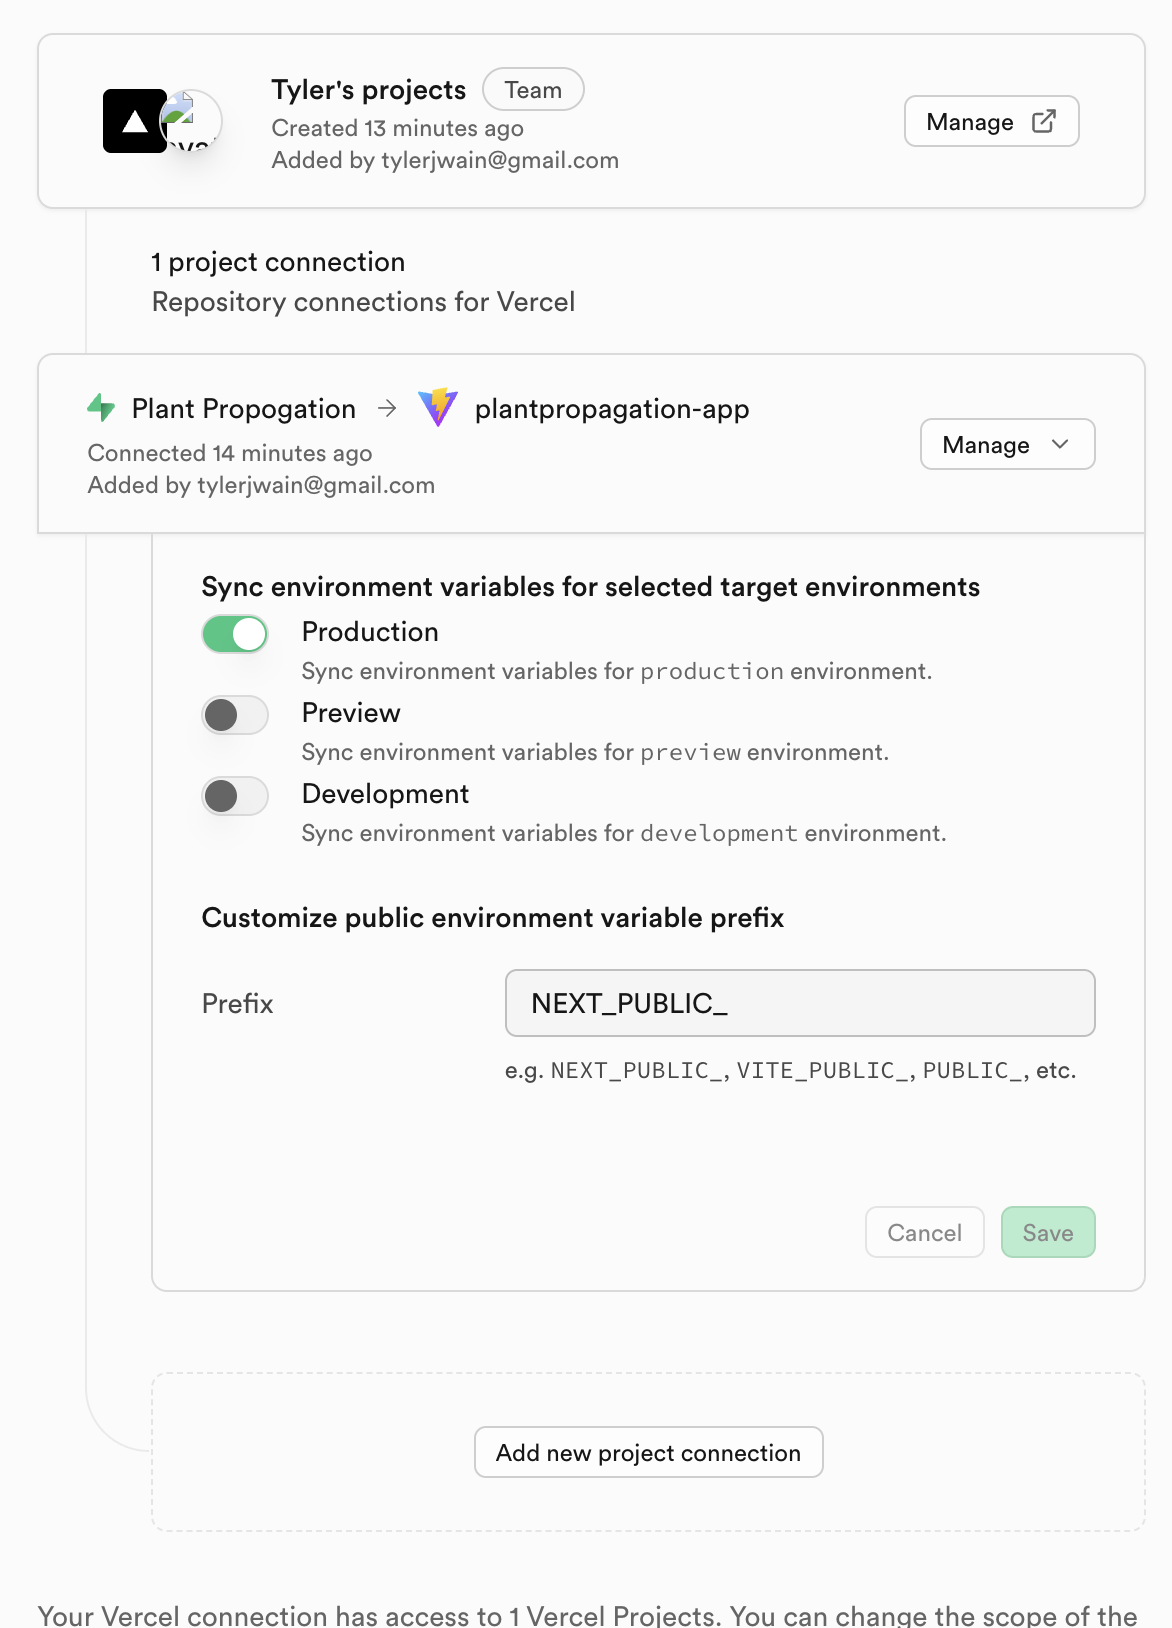 Tyler's projects Team
Created 13 minutes ago
Added by tylerjwain@gmail.com
Manage
1 project connection
Repository connections for Vercel
Plant Propogation → plantpropagation-app
Connected 14 minutes ago
Added by tylerjwain@gmail.com
Manage
Sync environment variables for selected target environments
Production
Sync environment variables for production environment.
Preview
Sync environment variables for preview environment.
Development
Sync environment variables for development environment.
Customize public environment variable prefix
Prefix
NEXT_PUBLIC_
e.g. NEXT_PUBLIC_, VITE_PUBLIC_, PUBLIC_, etc.
Cancel
Save
Add new project connection
Your Vercel connection has access to 1 Vercel Projects. You can change the scope of the